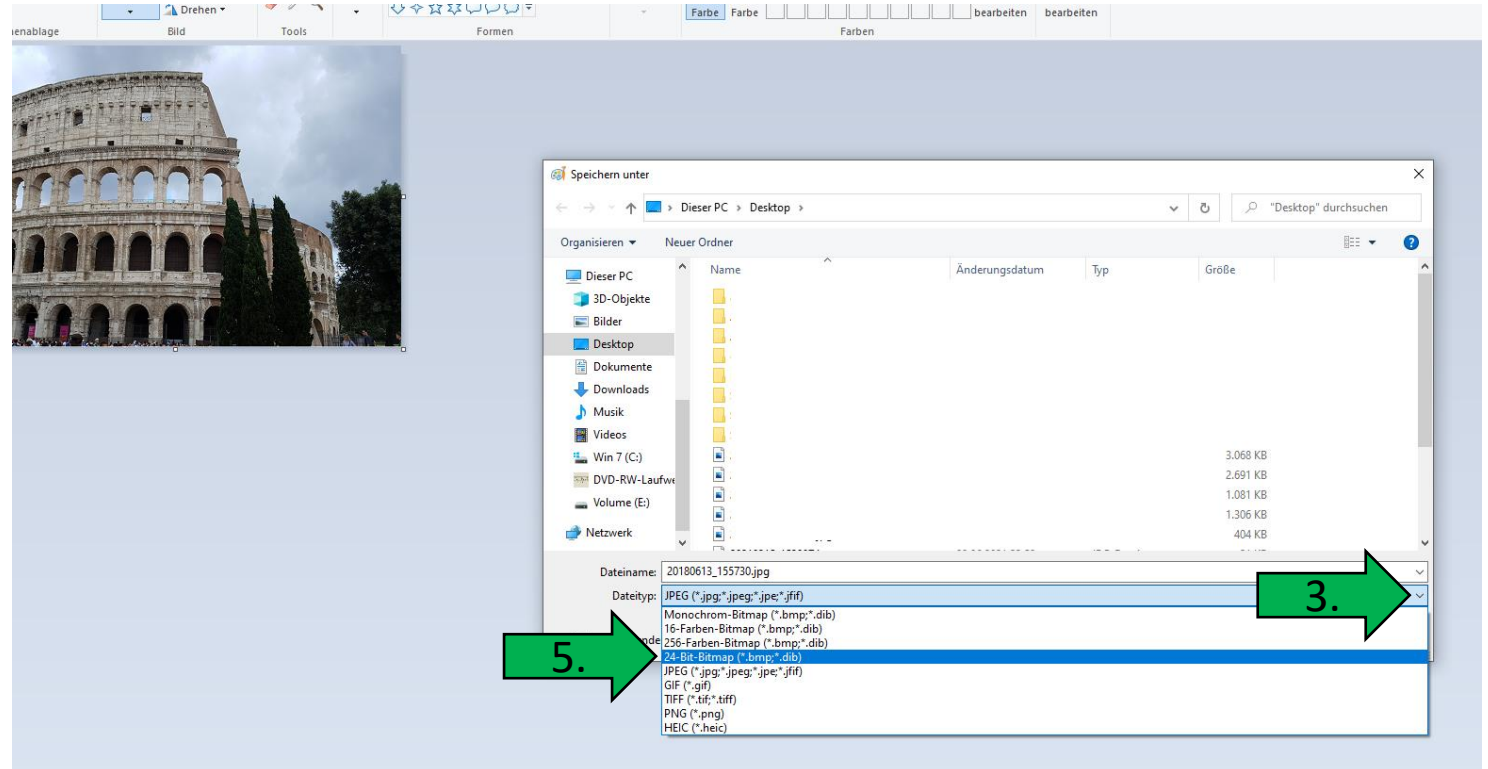 Drehen
Farbe Farbe bearbeiten bearbeiten
enablage Bild Tools Formen Farben
Speichern unter
Dieser PC Desktop "Desktop" durchsuchen
Organisieren Neuer Ordner
Name Änderungsdatum Typ Größe
Dieser PC
3D-Objekte
Bilder
Desktop
Dokumente
Downloads
Musik
Videos
Win 7 (C:) 3.068 KB
DVD-RW-Laufwe 2.691 KB
Volume (E:) 1.081 KB
1.306 KB
Netzwerk 404 KB
Dateiname: 20180613_155730.jpg
Dateityp: JPEG (*.jpg;*.jpeg;*.jpe;*.jfif)
3.
Monochrom-Bitmap (*.bmp;*.dib)
16-Farben-Bitmap (*.bmp;*.dib)
nde 256-Farben-Bitmap (*.bmp;*.dib)
5. 24-Bit-Bitmap (*.bmp;*.dib)
JPEG (*.jpg;*.jpeg;*.jpe;*.jfif)
GIF (*.gif)
TIFF (*.tif;*.tiff)
PNG (*.png)
HEIC (*.heic)